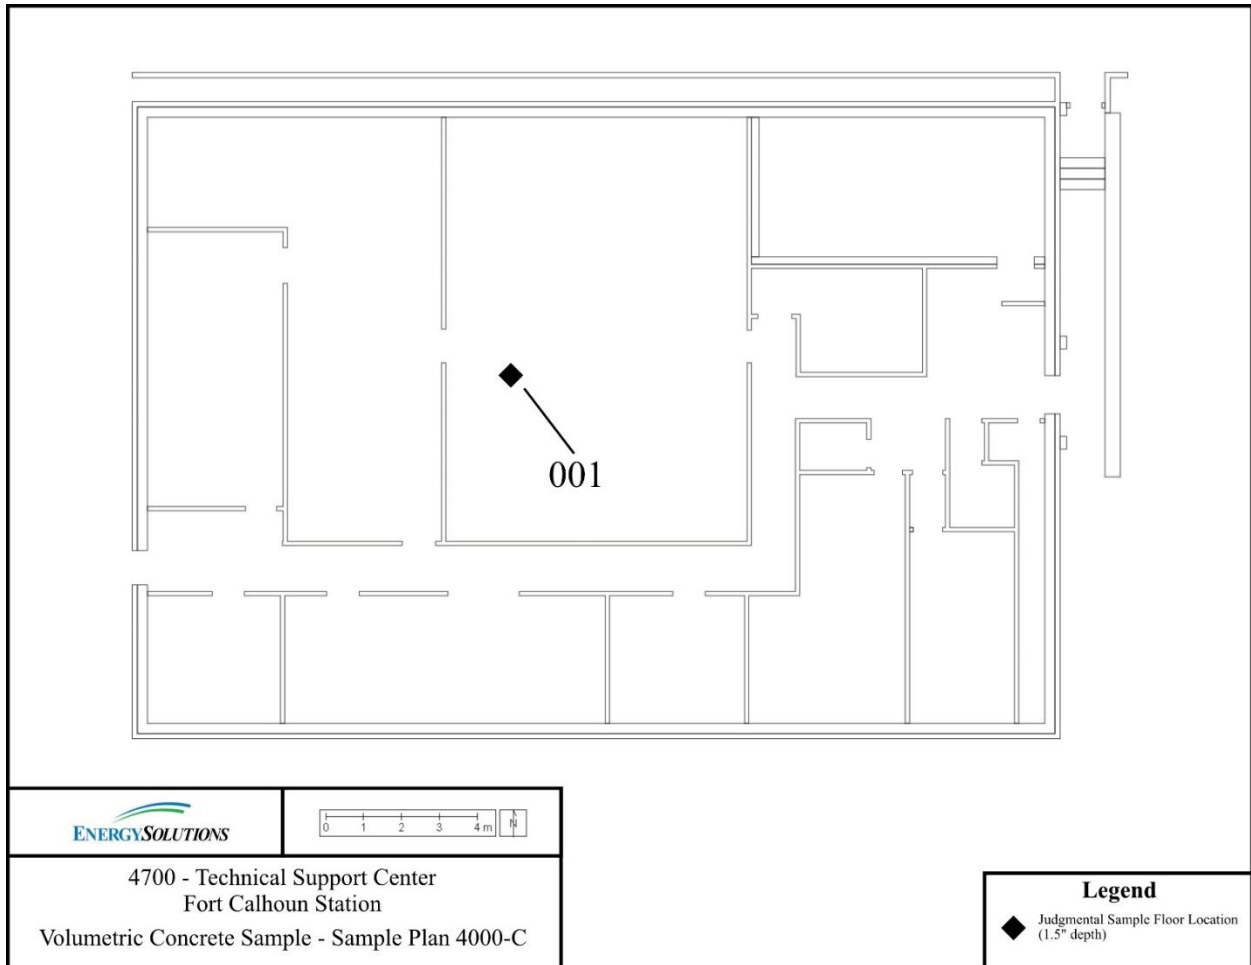 001
ENERGYSOLUTIONS
0 1 2 3 4 m N
4700 - Technical Support Center
Fort Calhoun Station
Volumetric Concrete Sample - Sample Plan 4000-C
Legend
Judgmental Sample Floor Location
(1.5" depth)